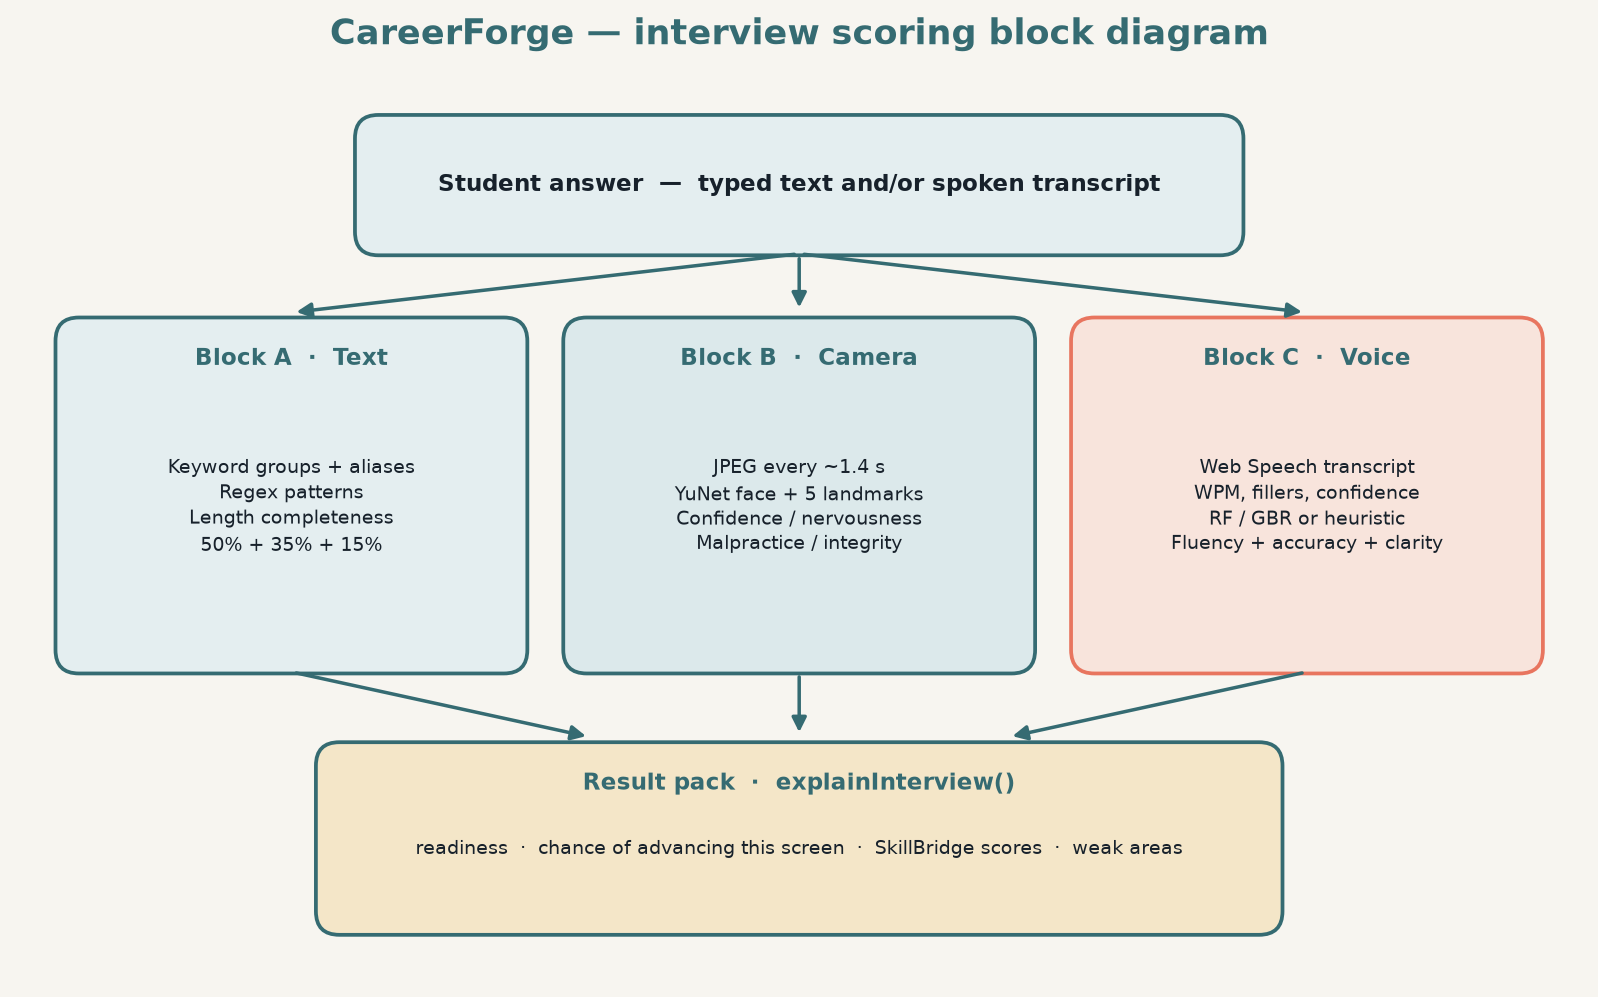 CareerForge — interview scoring block diagram
Student answer — typed text and/or spoken transcript
Block A · Text
Keyword groups + aliases
Regex patterns
Length completeness
50% + 35% + 15%
Block B · Camera
JPEG every ~1.4 s
YuNet face + 5 landmarks
Confidence / nervousness
Malpractice / integrity
Block C · Voice
Web Speech transcript
WPM, fillers, confidence
RF / GBR or heuristic
Fluency + accuracy + clarity
Result pack · explainInterview()
readiness · chance of advancing this screen · SkillBridge scores · weak areas